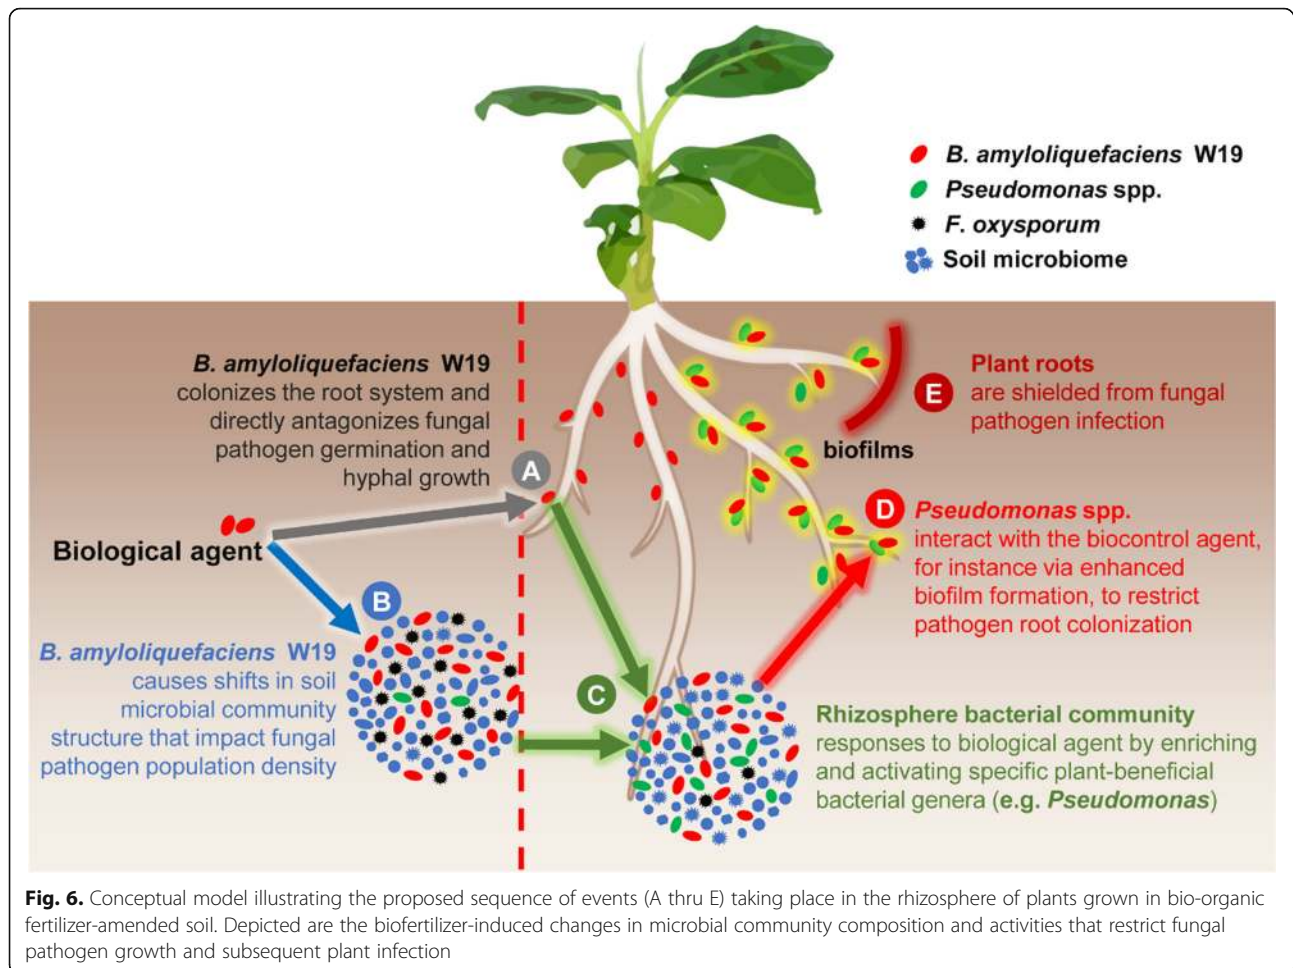 B. amyloliquefaciens W19
Pseudomonas spp.
F. oxysporum
Soil microbiome
B. amyloliquefaciens W19
colonizes the root system and
directly antagonizes fungal
pathogen germination and
hyphal growth
A
Biological agent
B
B. amyloliquefaciens W19
causes shifts in soil
microbial community
structure that impact fungal
pathogen population density
C
Rhizosphere bacterial community
responses to biological agent by enriching
and activating specific plant-beneficial
bacterial genera (e.g. Pseudomonas)
D
Pseudomonas spp.
interact with the biocontrol agent,
for instance via enhanced
biofilm formation, to restrict
pathogen root colonization
biofilms
E
Plant roots
are shielded from fungal
pathogen infection
Fig. 6. Conceptual model illustrating the proposed sequence of events (A thru E) taking place in the rhizosphere of plants grown in bio-organic
fertilizer-amended soil. Depicted are the biofertilizer-induced changes in microbial community composition and activities that restrict fungal
pathogen growth and subsequent plant infection